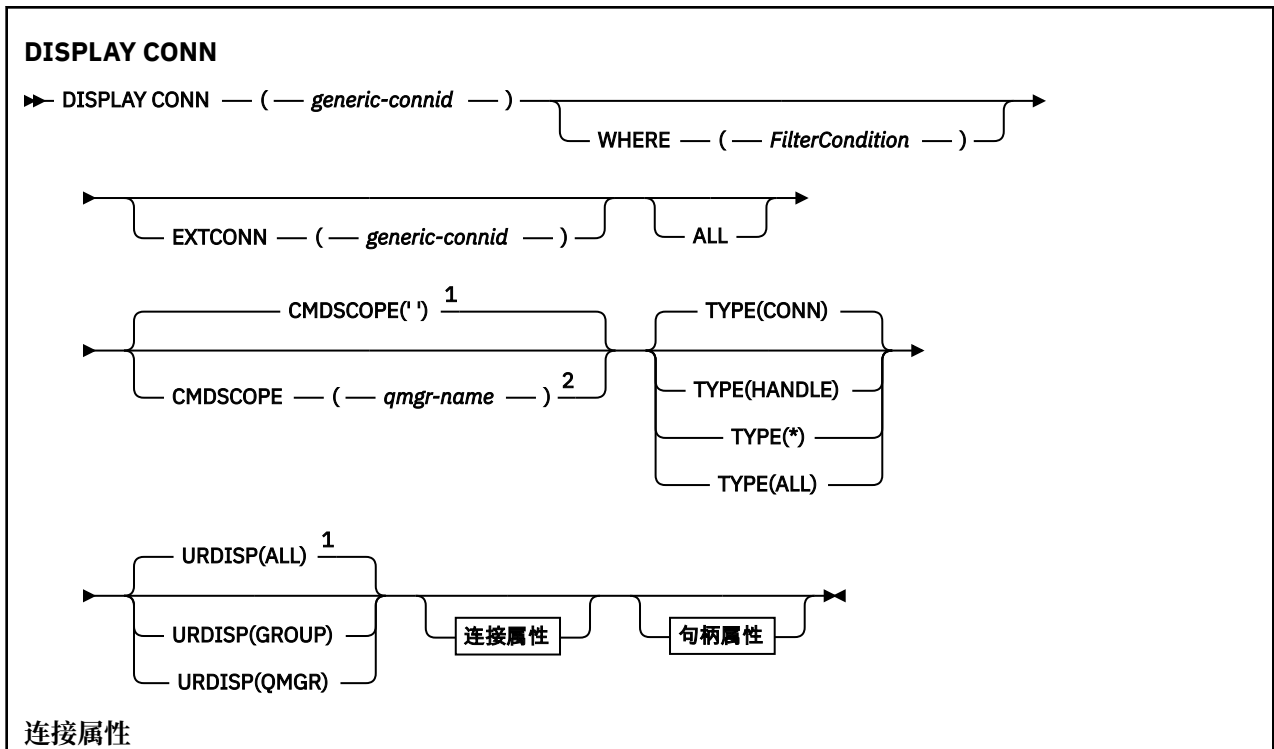 DISPLAY CONN
DISPLAY CONN ( generic-connid )
WHERE ( FilterCondition )
EXTCONN ( generic-connid )
ALL
CMDSCOPE(' ') 1
CMDSCOPE ( qmgr-name ) 2
TYPE(CONN)
TYPE(HANDLE)
TYPE(*)
TYPE(ALL)
URDISP(ALL) 1
URDISP(GROUP)
URDISP(QMGR)
连接属性
句柄属性
连接属性